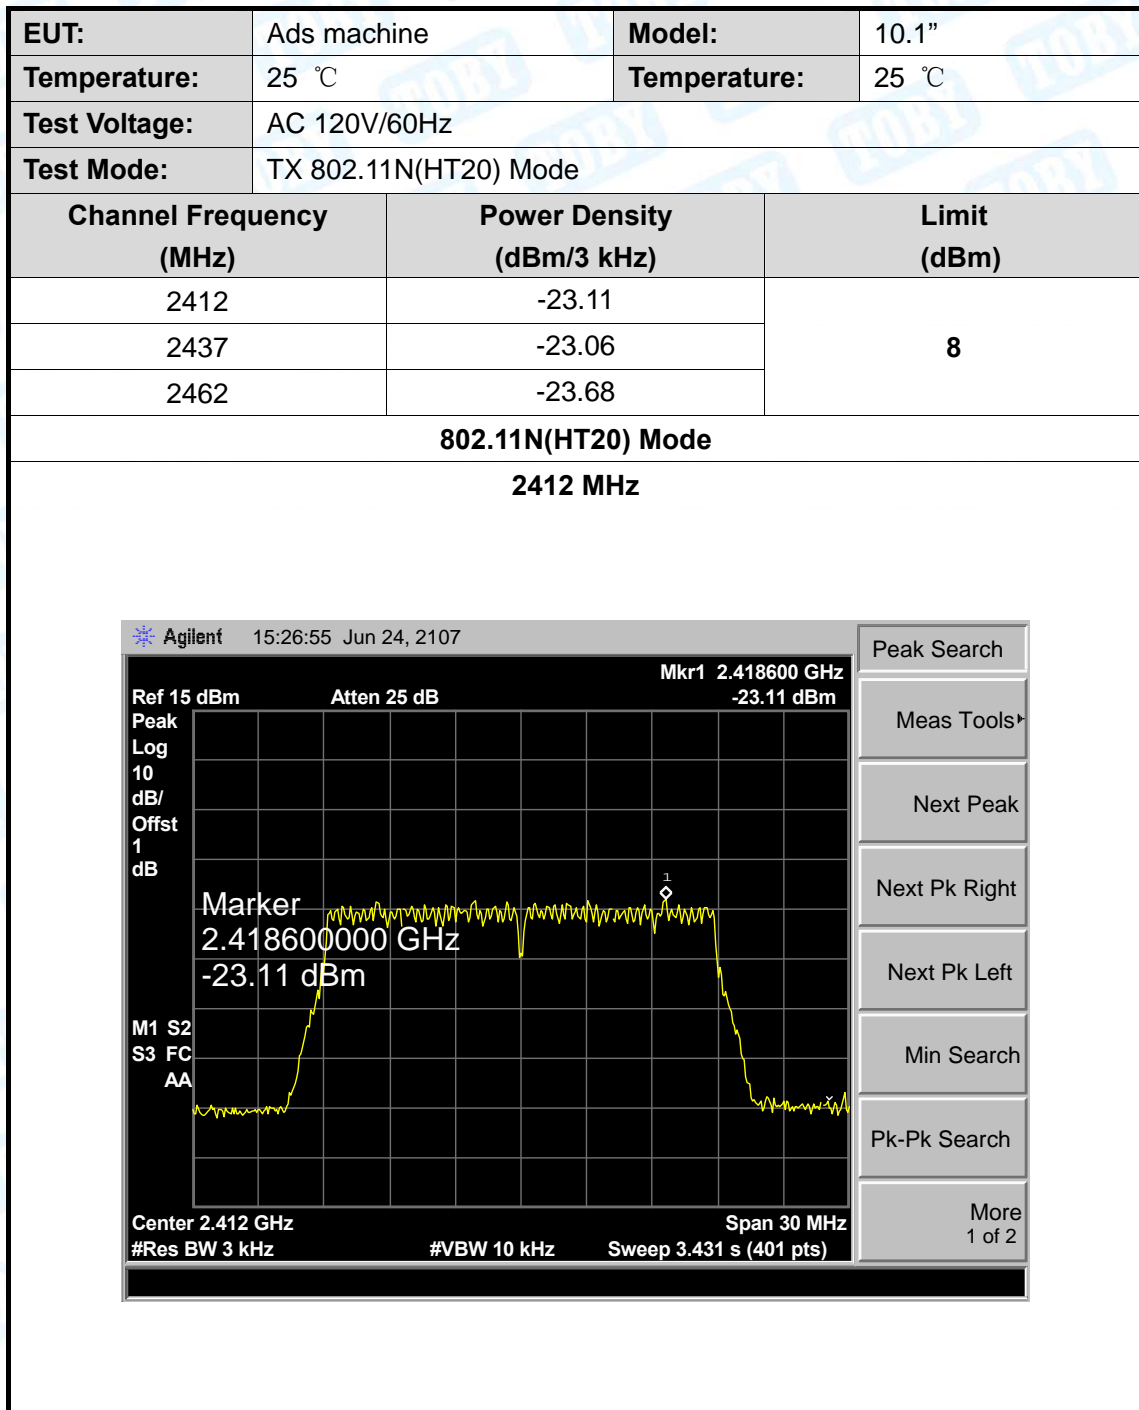 EUT: Ads machine Model: 10.1”
Temperature: 25 ℃ Temperature: 25 ℃
Test Voltage: AC 120V/60Hz
Test Mode: TX 802.11N(HT20) Mode
Channel Frequency Power Density Limit
(MHz) (dBm/3 kHz) (dBm)
2412 -23.11
2437 -23.06 8
2462 -23.68
802.11N(HT20) Mode
2412 MHz
Agilent 15:26:55 Jun 24, 2107 Peak Search
Mkr1 2.418600 GHz
Ref 15 dBm Atten 25 dB -23.11 dBm
Peak
Log
10
dB/
Offst
1
dB
1
Marker
2.418600000 GHz
-23.11 dBm
M1 S2
S3 FC
AA
Center 2.412 GHz Span 30 MHz
#Res BW 3 kHz #VBW 10 kHz Sweep 3.431 s (401 pts)
Meas Tools
Next Peak
Next Pk Right
Next Pk Left
Min Search
Pk-Pk Search
More
1 of 2
TOBY